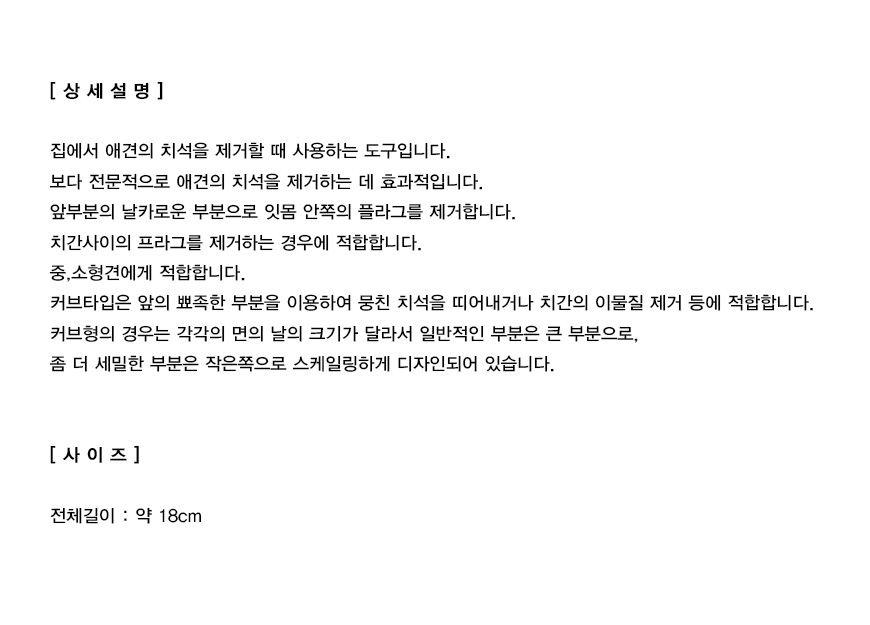 [ 상 세 설 명 ]
집에서 애견의 치석을 제거할 때 사용하는 도구입니다.
보다 전문적으로 애견의 치석을 제거하는 데 효과적입니다.
앞부분의 날카로운 부분으로 잇몸 안쪽의 플라그를 제거합니다.
치간사이의 프라그를 제거하는 경우에 적합합니다.
중,소형견에게 적합합니다.
커브타입은 앞의 뾰족한 부분을 이용하여 뭉친 치석을 띠어내거나 치간의 이물질 제거 등에 적합합니다.
커브형의 경우는 각각의 면의 날의 크기가 달라서 일반적인 부분은 큰 부분으로,
좀 더 세밀한 부분은 작은쪽으로 스케일링하게 디자인되어 있습니다.
[ 사 이 즈 ]
전체길이 : 약 18cm